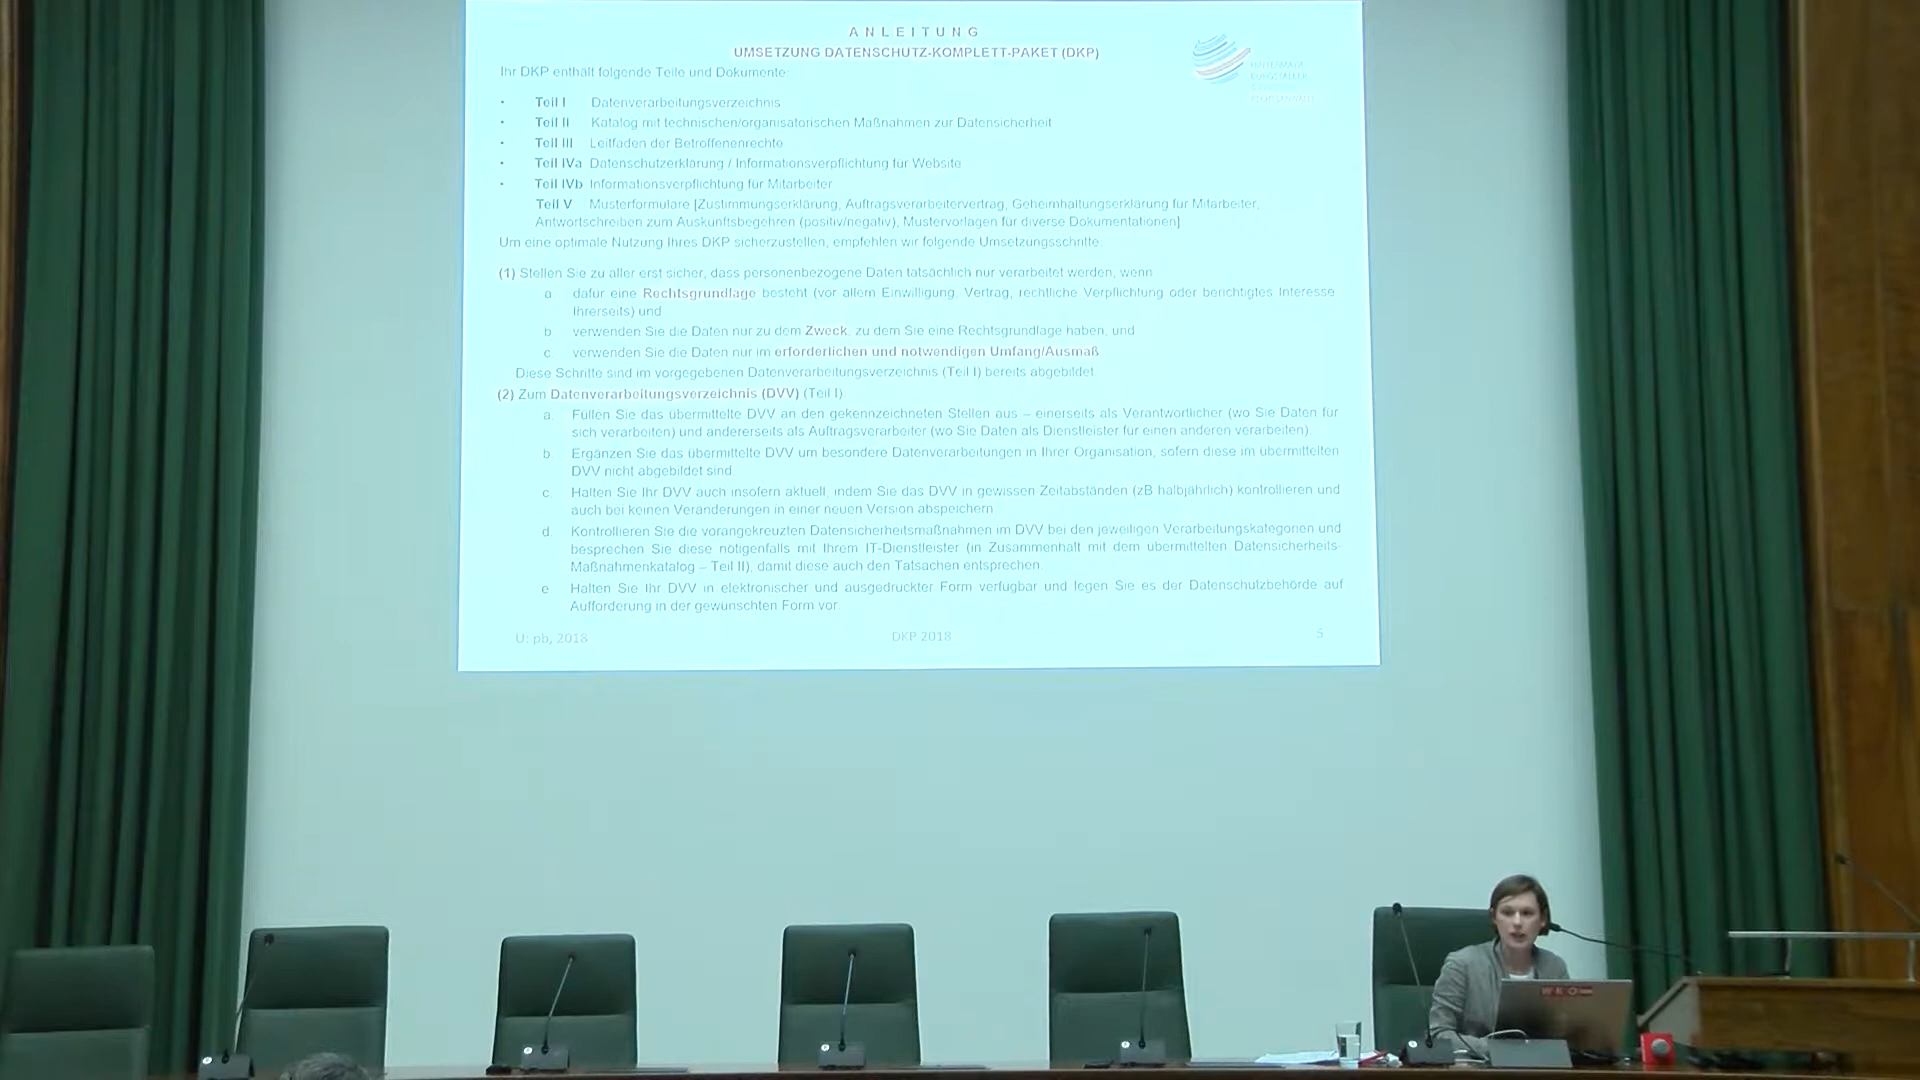 ANLEITUNG
UMSETZUNG DATENSCHUTZ-KOMPLETT-PAKET (DKP)
Ihr DKP enthält folgende Teile und Dokumente:
• Teil I Datenverarbeitungsverzeichnis
• Teil II Katalog mit technischen/organisatorischen Maßnahmen zur Datensicherheit
• Teil III Leitfaden der Betroffenenrechte
• Teil IVa Datenschutzerklärung / Informationsverpflichtung für Website
• Teil IVb Informationsverpflichtung für Mitarbeiter
Teil V Musterformulare [Zustimmungserklärung, Auftragsverarbeitervertrag, Geheimhaltungserklärung für Mitarbeiter,
Antwortschreiben zum Auskunftsbegehren (positiv/negativ), Mustervorlagen für diverse Dokumentationen]
Um eine optimale Nutzung Ihres DKP sicherzustellen, empfehlen wir folgende Umsetzungsschritte:
(1) Stellen Sie zu aller erst sicher, dass personenbezogene Daten tatsächlich nur verarbeitet werden, wenn
a. dafür eine Rechtsgrundlage besteht (vor allem Einwilligung, Vertrag, rechtliche Verpflichtung oder berichtigtes Interesse
Ihrerseits) und
b. verwenden Sie die Daten nur zu dem Zweck, zu dem Sie eine Rechtsgrundlage haben, und
c. verwenden Sie die Daten nur im erforderlichen und notwendigen Umfang/Ausmaß
Diese Schritte sind im vorgegebenen Datenverarbeitungsverzeichnis (Teil I) bereits abgebildet.
(2) Zum Datenverarbeitungsverzeichnis (DVV) (Teil I):
a. Füllen Sie das übermittelte DVV an den gekennzeichneten Stellen aus – einerseits als Verantwortlicher (wo Sie Daten für
sich verarbeiten) und andererseits als Auftragsverarbeiter (wo Sie Daten als Dienstleister für einen anderen verarbeiten).
b. Ergänzen Sie das übermittelte DVV um besondere Datenverarbeitungen in Ihrer Organisation, sofern diese im übermittelten
DVV nicht abgebildet sind.
c. Halten Sie Ihr DVV auch insofern aktuell, indem Sie das DVV in gewissen Zeitabständen (zB halbjährlich) kontrollieren und
auch bei keinen Veränderungen in einer neuen Version abspeichern.
d. Kontrollieren Sie die vorangekreuzten Datensicherheitsmaßnahmen im DVV bei den jeweiligen Verarbeitungskategorien und
besprechen Sie diese nötigenfalls mit Ihrem IT-Dienstleister (in Zusammenhalt mit dem übermittelten Datensicherheits-
Maßnahmenkatalog – Teil II), damit diese auch den Tatsachen entsprechen.
e. Halten Sie Ihr DVV in elektronischer und ausgedruckter Form verfügbar und legen Sie es der Datenschutzbehörde auf
Aufforderung in der gewünschten Form vor.
U: pb, 2018 DKP 2018 5
WKO